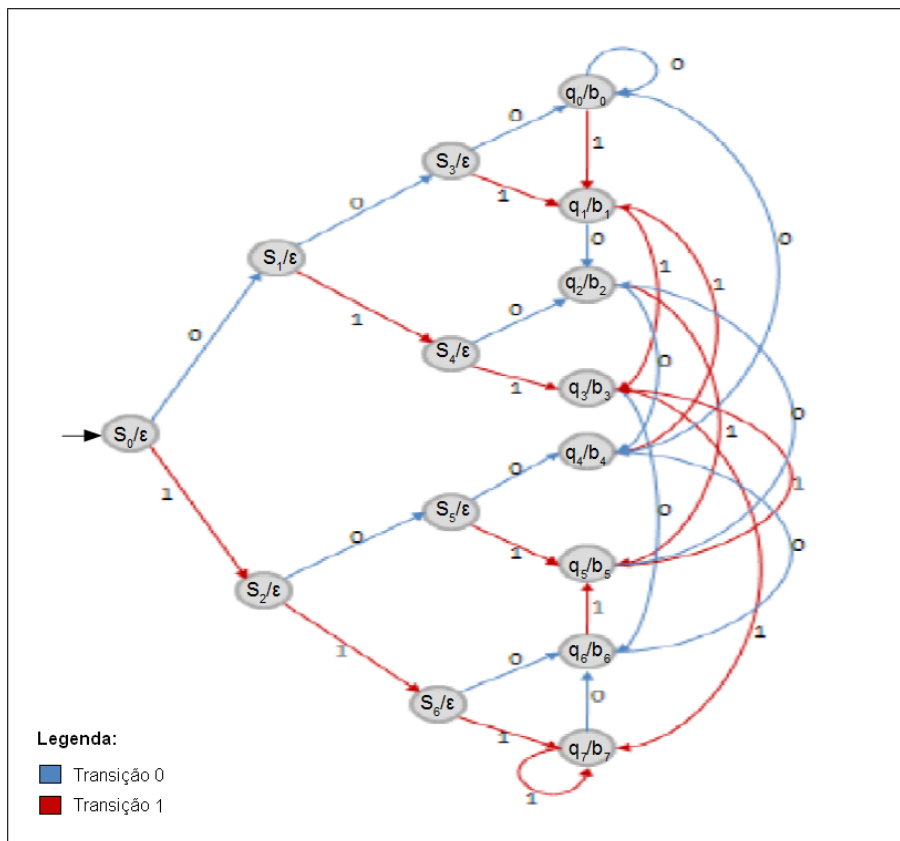 0
q0/b0
0
1
S3/ε
0
1
q1/b1
0
0
S1/ε
1
1
q2/b2
0
1
0
0
S4/ε
0
1
q3/b3
0
1
0
S0/ε
q4/b4
1
1
0
S5/ε
0
0
0
1
q5/b5
S2/ε
1
1
0
q6/b6
1
0
S6/ε
1
q7/b7
1
Legenda:
Transição 0
Transição 1